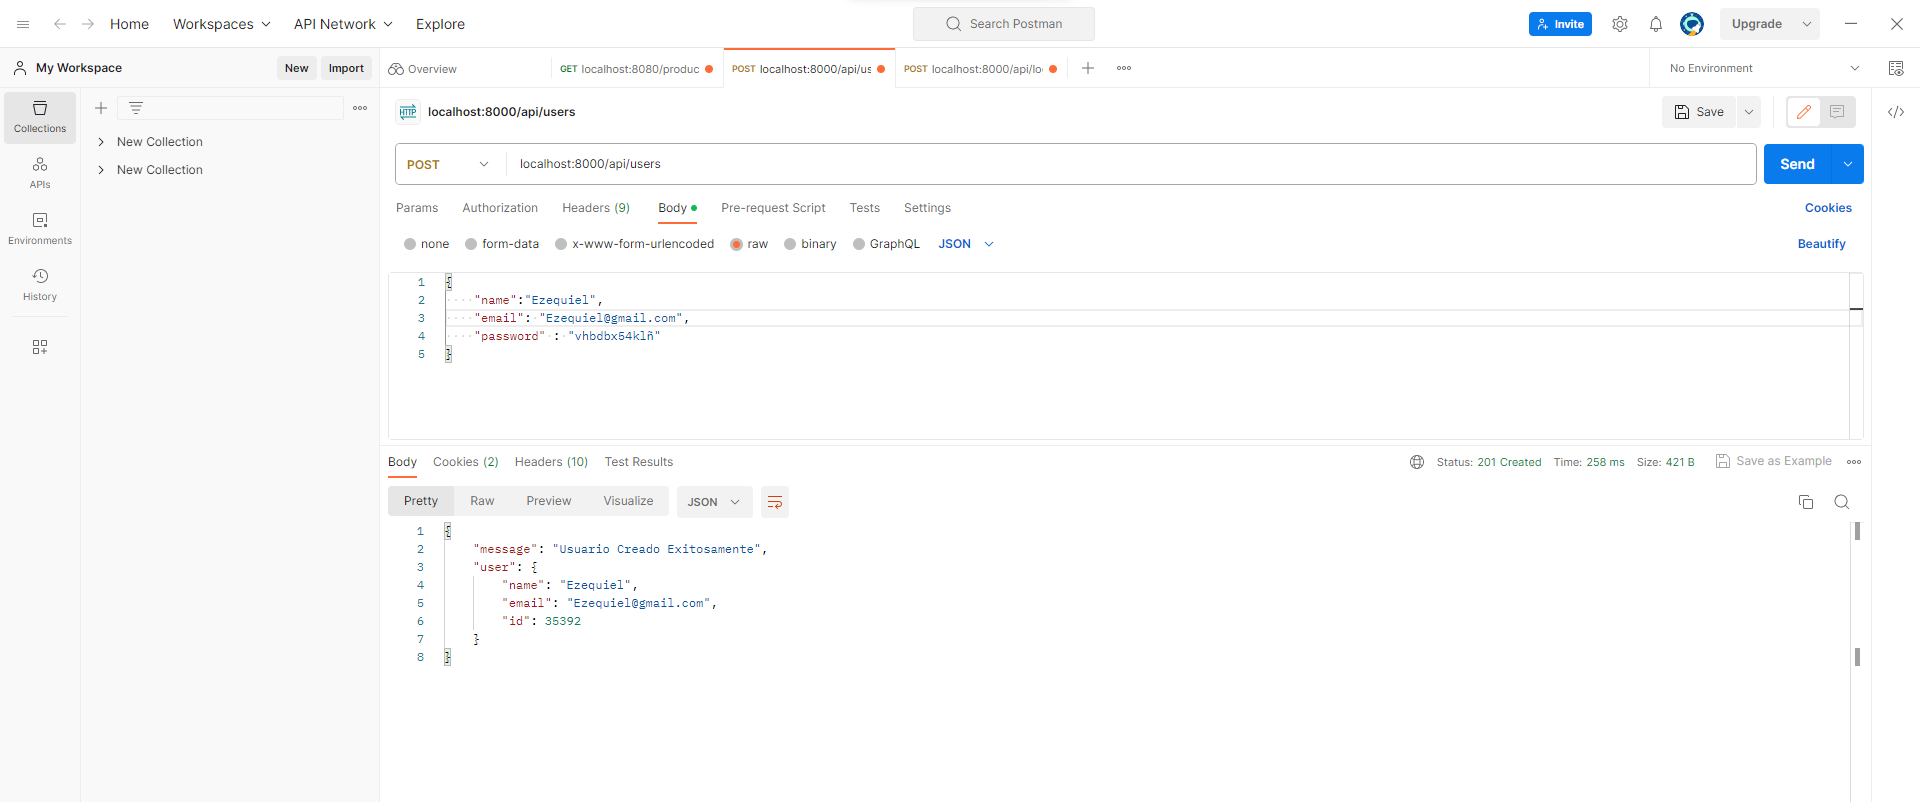 Home Workspaces API Network Explore Search Postman Invite Upgrade
My Workspace New Import Overview GET localhost:8080/produc POST localhost:8000/api/us POST localhost:8000/api/lo No Environment
Collections
APIs
Environments
History
New Collection
New Collection
HTTP localhost:8000/api/users Save
POST localhost:8000/api/users Send
Params Authorization Headers (9) Body Pre-request Script Tests Settings Cookies
none form-data x-www-form-urlencoded raw binary GraphQL JSON Beautify
1 {
2 "name":"Ezequiel",
3 "email": "Ezequiel@gmail.com",
4 "password" : "vhbdbx54klñ"
5 }
Body Cookies (2) Headers (10) Test Results Status: 201 Created Time: 258 ms Size: 421 B Save as Example
Pretty Raw Preview Visualize JSON
1 {
2 "message": "Usuario Creado Exitosamente",
3 "user": {
4 "name": "Ezequiel",
5 "email": "Ezequiel@gmail.com",
6 "id": 35392
7 }
8 }